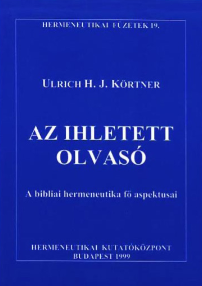 HERMENEUTIKAI FÜZETEK 19.
ULRICH H. J. KÖRTNER
AZ IHLETETT
OLVASÓ
A bibliai hermeneutika fő aspektusai
HERMENEUTIKAI KUTATÓKÖZPONT
BUDAPEST 1999